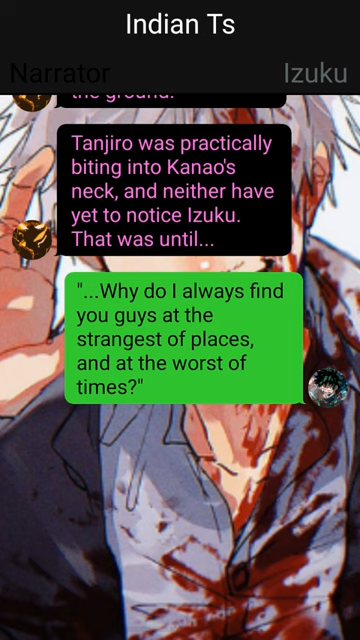 Indian Ts
Narrator
Izuku
the ground.
Tanjiro was practically
biting into Kanao's
neck, and neither have
yet to notice Izuku.
That was until...
"...Why do I always find
you guys at the
strangest of places,
and at the worst of
times?"